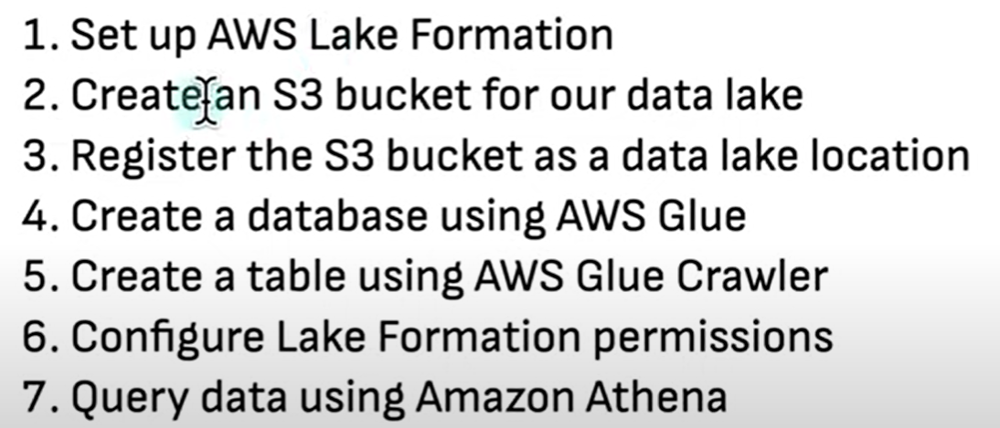 1. Set up AWS Lake Formation
2. Create an S3 bucket for our data lake
3. Register the S3 bucket as a data lake location
4. Create a database using AWS Glue
5. Create a table using AWS Glue Crawler
6. Configure Lake Formation permissions
7. Query data using Amazon Athena